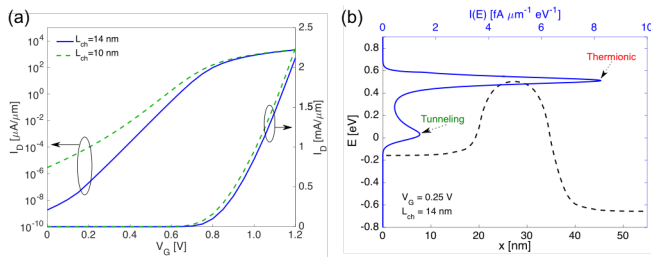 (a)
L_ch=14 nm
L_ch=10 nm
10^4
10^2
10^0
10^-2
10^-4
10^-6
10^-8
10^-10
I_D [μA/μm]
0 0.2 0.4 0.6 0.8 1.0 1.2
V_G [V]
2.5
2
1.5
1
0.5
0
I_D [mA/μm]
(b)
I(E) [fA μm^-1 eV^-1]
0 2 4 6 8 10
Thermionic
Tunneling
0.8
0.6
0.4
0.2
0
-0.2
-0.4
-0.6
-0.8
E [eV]
V_G = 0.25 V
L_ch = 14 nm
0 10 20 30 40 50
x [nm]